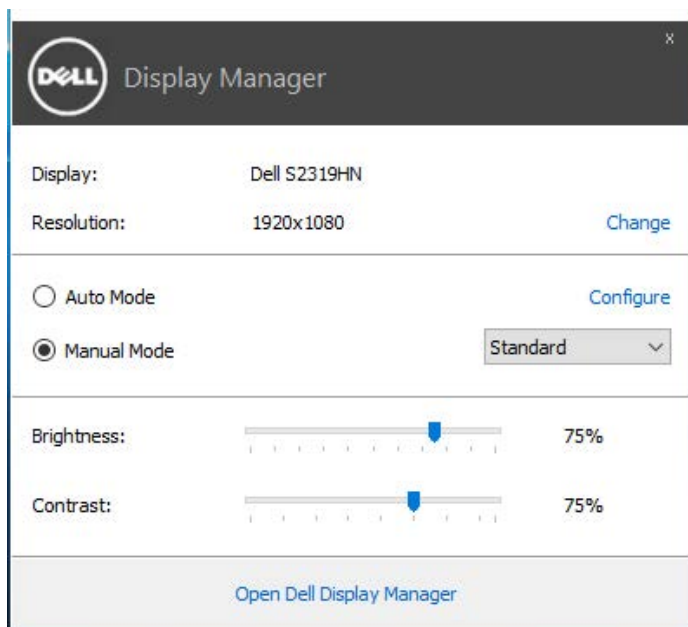 x
DELL Display Manager
Display: Dell S2319HN
Resolution: 1920x1080 Change
Auto Mode Configure
Manual Mode Standard
Brightness: 75%
Contrast: 75%
Open Dell Display Manager